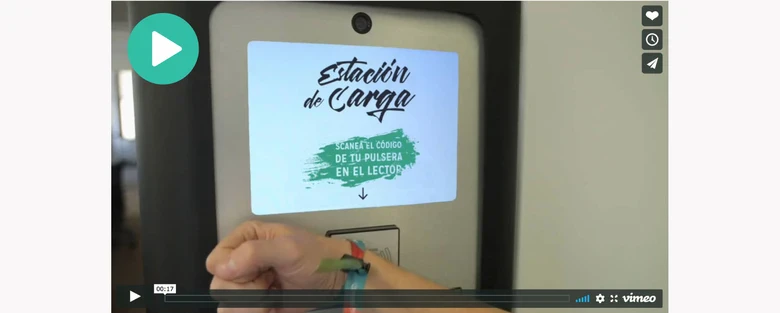 Estación
de Carga
SCANEA EL CÓDIGO
DE TU PULSERA
EN EL LECTOR
00:17
vimeo